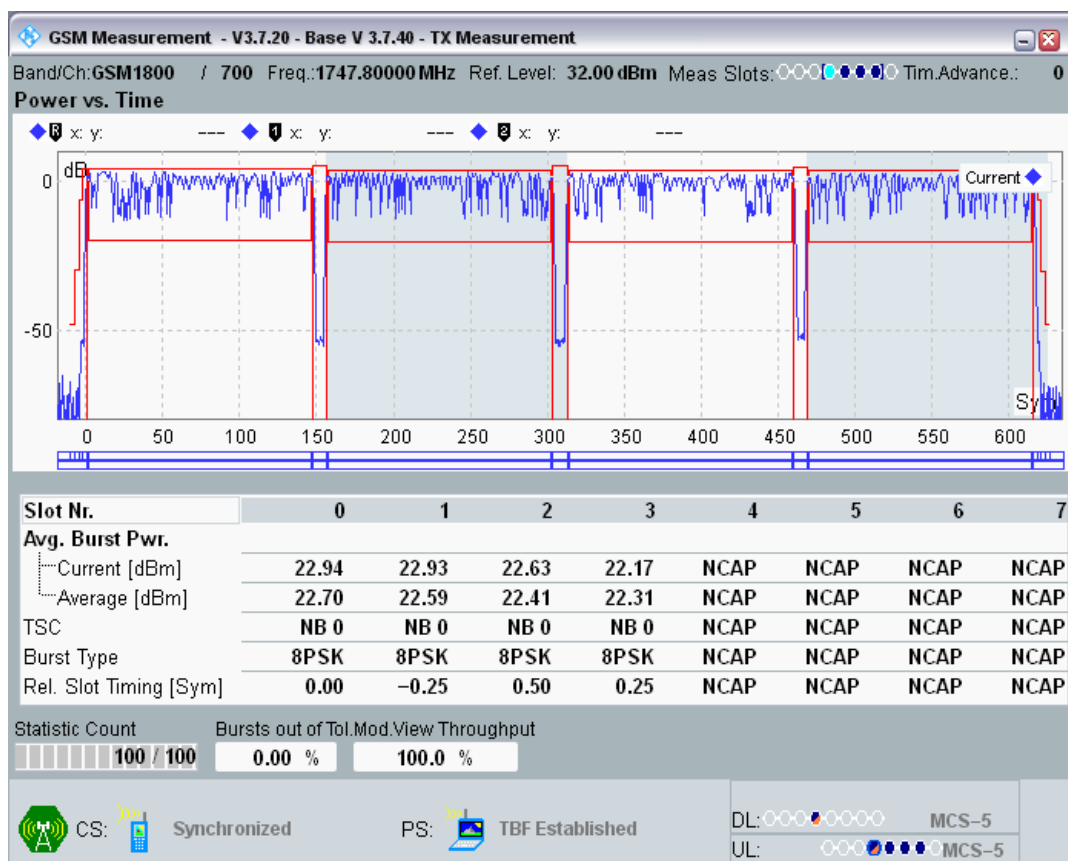 GSM Measurement - V3.7.20 - Base V 3.7.40 - TX Measurement
Band/Ch:GSM1800 / 700 Freq.:1747.80000 MHz Ref. Level: 32.00 dBm Meas Slots: Tim.Advance.: 0
Power vs. Time
R x: y: --- 1 x: y: --- 2 x: y: ---
dB
Current
0
-50
Sym
0 50 100 150 200 250 300 350 400 450 500 550 600
Slot Nr. 0 1 2 3 4 5 6 7
Avg. Burst Pwr.
Current [dBm] 22.94 22.93 22.63 22.17 NCAP NCAP NCAP NCAP
Average [dBm] 22.70 22.59 22.41 22.31 NCAP NCAP NCAP NCAP
TSC NB 0 NB 0 NB 0 NB 0 NCAP NCAP NCAP NCAP
Burst Type 8PSK 8PSK 8PSK 8PSK NCAP NCAP NCAP NCAP
Rel. Slot Timing [Sym] 0.00 −0.25 0.50 0.25 NCAP NCAP NCAP NCAP
Statistic Count Bursts out of Tol.Mod.View Throughput
100 / 100 0.00 % 100.0 %
CS: Synchronized PS: TBF Established
DL: MCS−5
UL: MCS−5